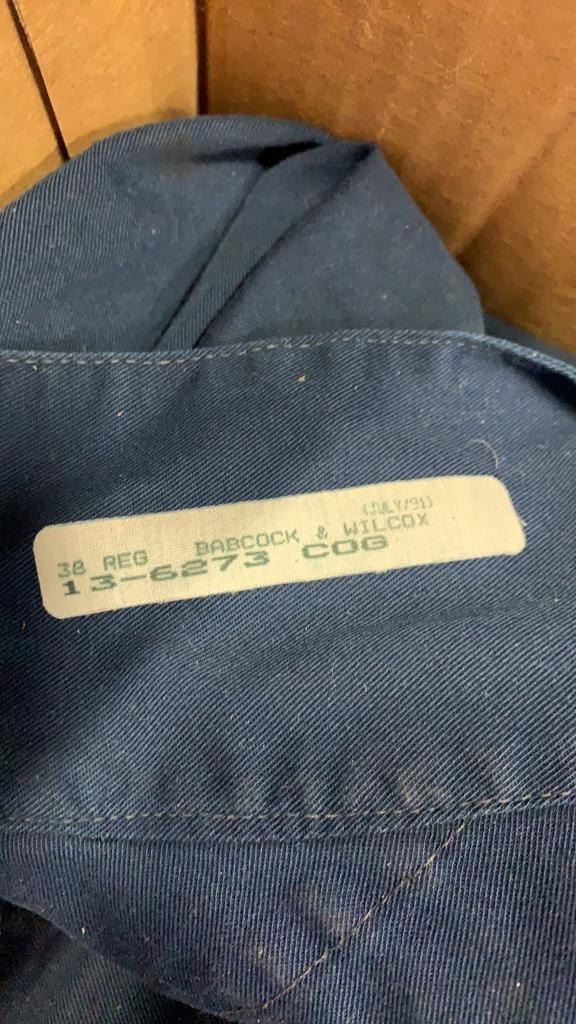 (JULY/91)
38 REG BABCOCK & WILCOX
13-6273 COG